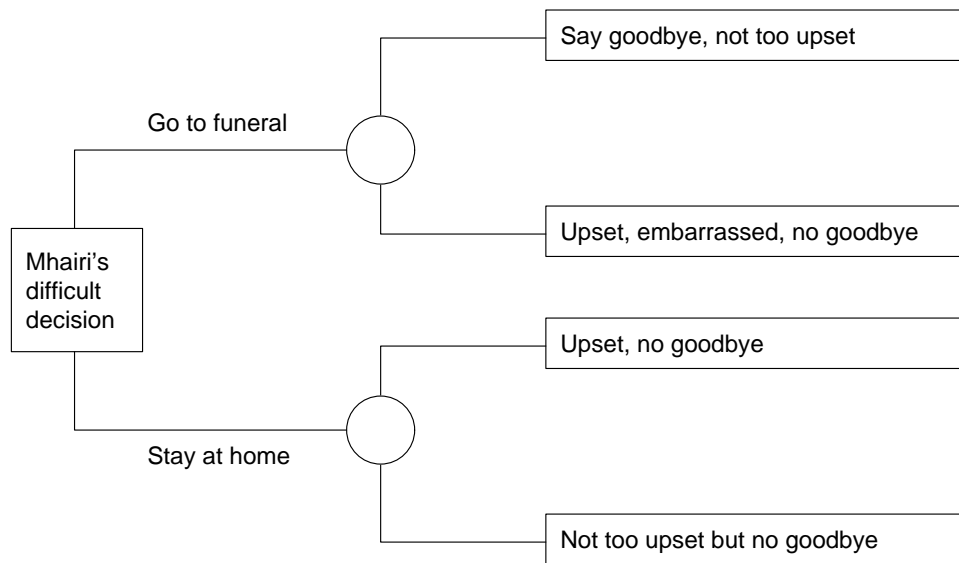 Say goodbye, not too upset
Go to funeral
Upset, embarrassed, no goodbye
Mhairi’s
difficult
decision
Upset, no goodbye
Stay at home
Not too upset but no goodbye